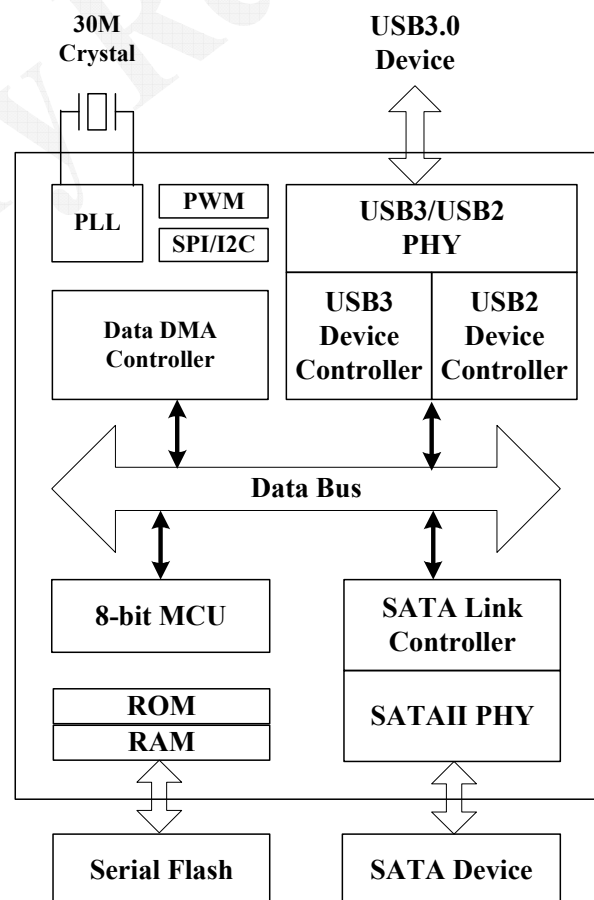 30M
Crystal
USB3.0
Device
PLL
PWM
SPI/I2C
USB3/USB2
PHY
Data DMA
Controller
USB3
Device
Controller
USB2
Device
Controller
Data Bus
8-bit MCU
SATA Link
Controller
ROM
RAM
SATAII PHY
Serial Flash
SATA Device